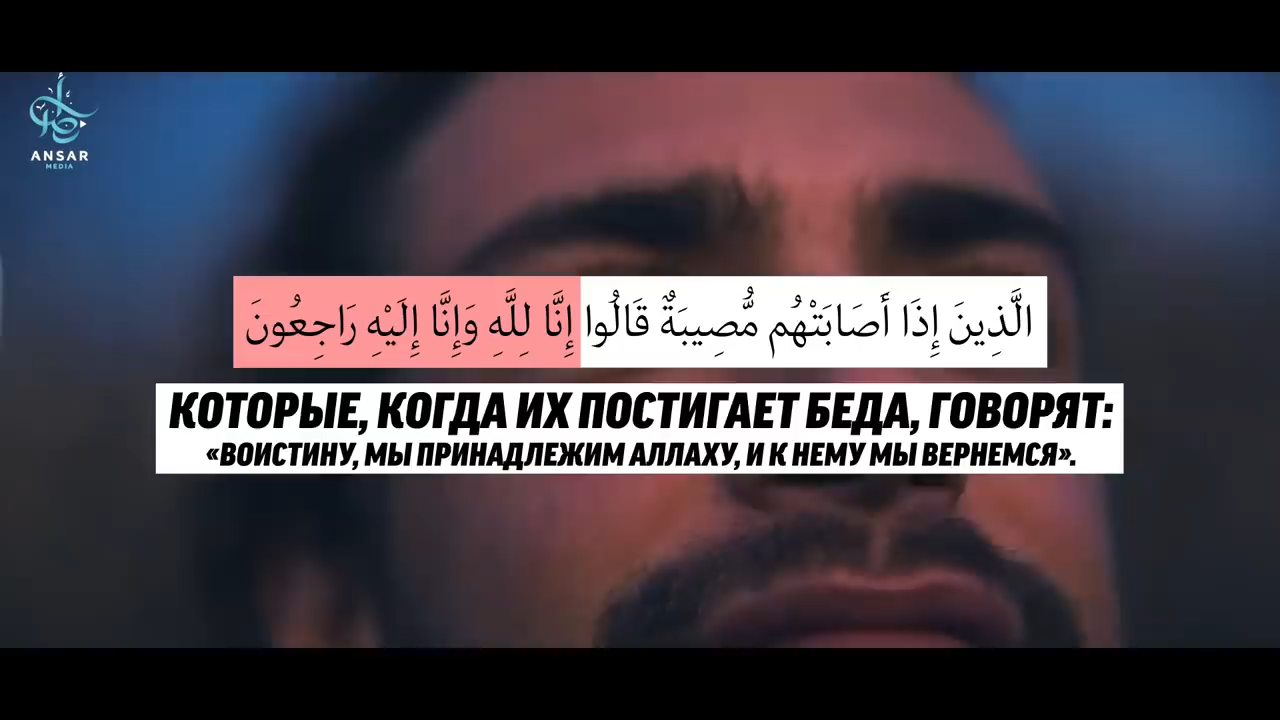 ANSAR
MEDIA
الَّذِينَ إِذَا أَصَابَتْهُم مُّصِيبَةٌ قَالُوا إِنَّا لِلَّهِ وَإِنَّا إِلَيْهِ رَاجِعُونَ
КОТОРЫЕ, КОГДА ИХ ПОСТИГАЕТ БЕДА, ГОВОРЯТ:
«ВОИСТИНУ, МЫ ПРИНАДЛЕЖИМ АЛЛАХУ, И К НЕМУ МЫ ВЕРНЕМСЯ».